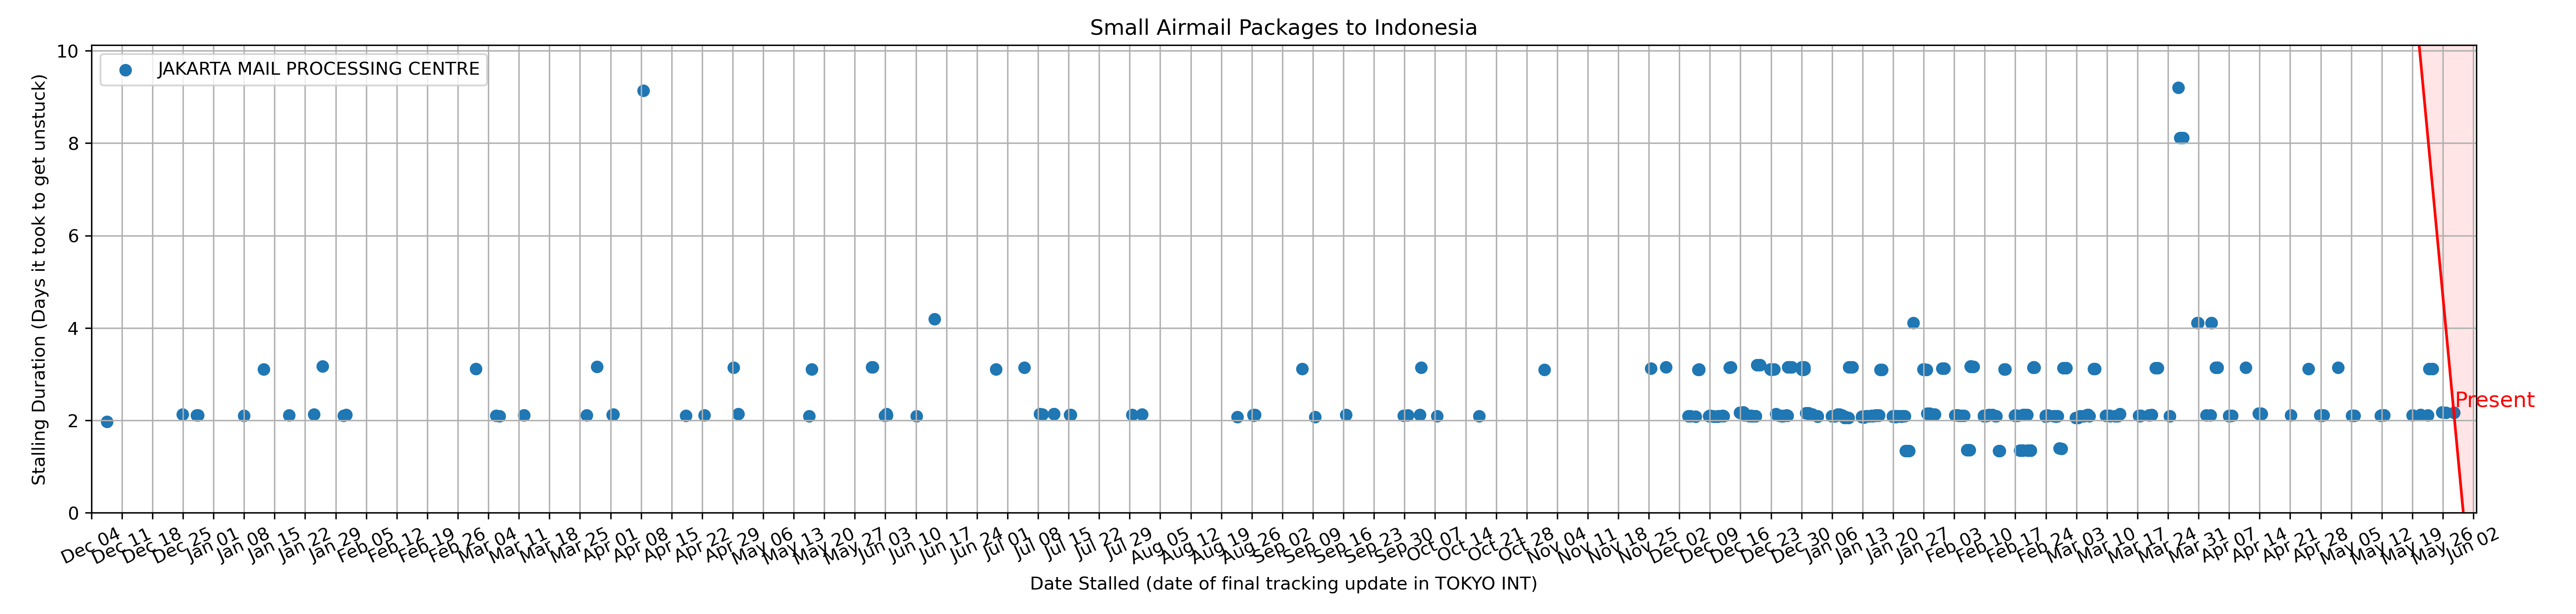 Small Airmail Packages to Indonesia
JAKARTA MAIL PROCESSING CENTRE
Stalling Duration (Days it took to get unstuck)
10
8
6
4
2
0
Present
Dec 04
Dec 11
Dec 18
Dec 25
Jan 01
Jan 08
Jan 15
Jan 22
Jan 29
Feb 05
Feb 12
Feb 19
Feb 26
Mar 04
Mar 11
Mar 18
Mar 25
Apr 01
Apr 08
Apr 15
Apr 22
Apr 29
May 06
May 13
May 20
May 27
Jun 03
Jun 10
Jun 17
Jun 24
Jul 01
Jul 08
Jul 15
Jul 22
Jul 29
Aug 05
Aug 12
Aug 19
Aug 26
Sep 02
Sep 09
Sep 16
Sep 23
Sep 30
Oct 07
Oct 14
Oct 21
Oct 28
Nov 04
Nov 11
Nov 18
Nov 25
Dec 02
Dec 09
Dec 16
Dec 23
Dec 30
Jan 06
Jan 13
Jan 20
Jan 27
Feb 03
Feb 10
Feb 17
Feb 24
Mar 03
Mar 10
Mar 17
Mar 24
Mar 31
Apr 07
Apr 14
Apr 21
Apr 28
May 05
May 12
May 19
May 26
Jun 02
Date Stalled (date of final tracking update in TOKYO INT)